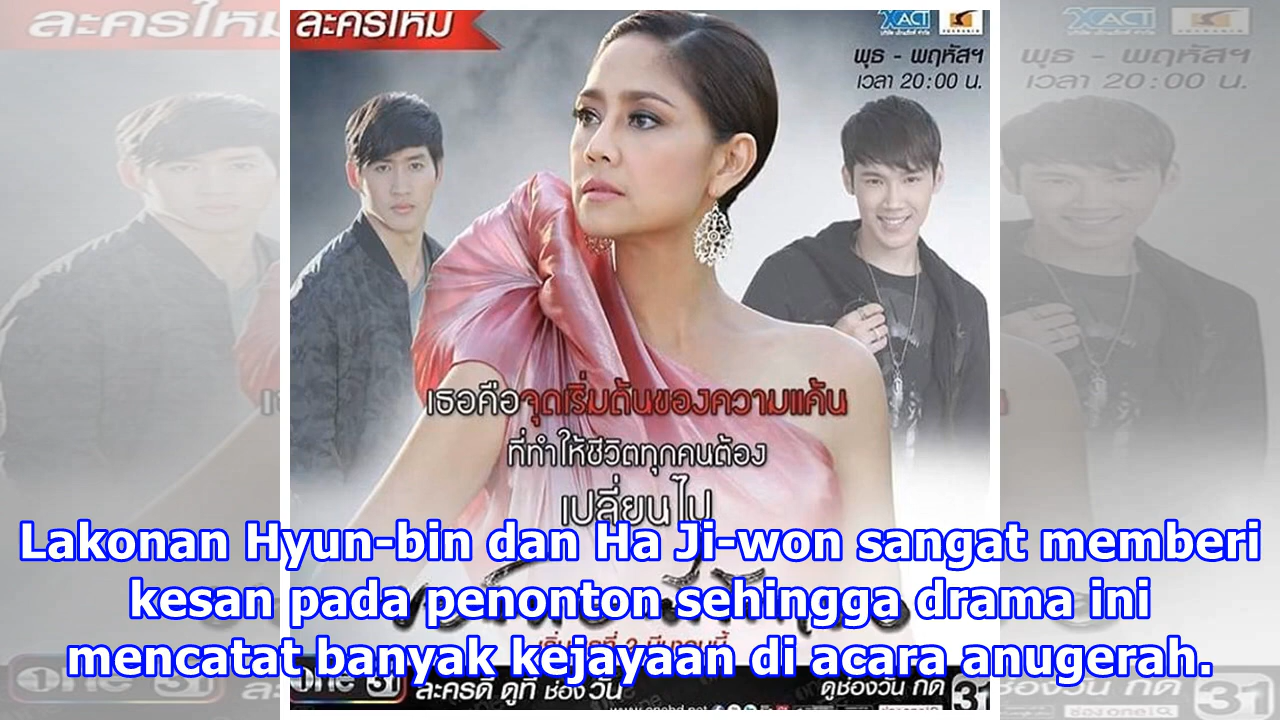 ละครใหม่
XACT
พุธ - พฤหัสฯ
เวลา 20:00 น.
เธอคือจุดเริ่มต้นของความแค้น
ที่ทำให้ชีวิตทุกคนต้อง
เปลี่ยนไป
Lakonan Hyun-bin dan Ha Ji-won sangat memberi
kesan pada penonton sehingga drama ini
mencatat banyak kejayaan di acara anugerah.
one 31 ละครดี ดูที่ ช่องวัน
ดูช่องวัน กด 31